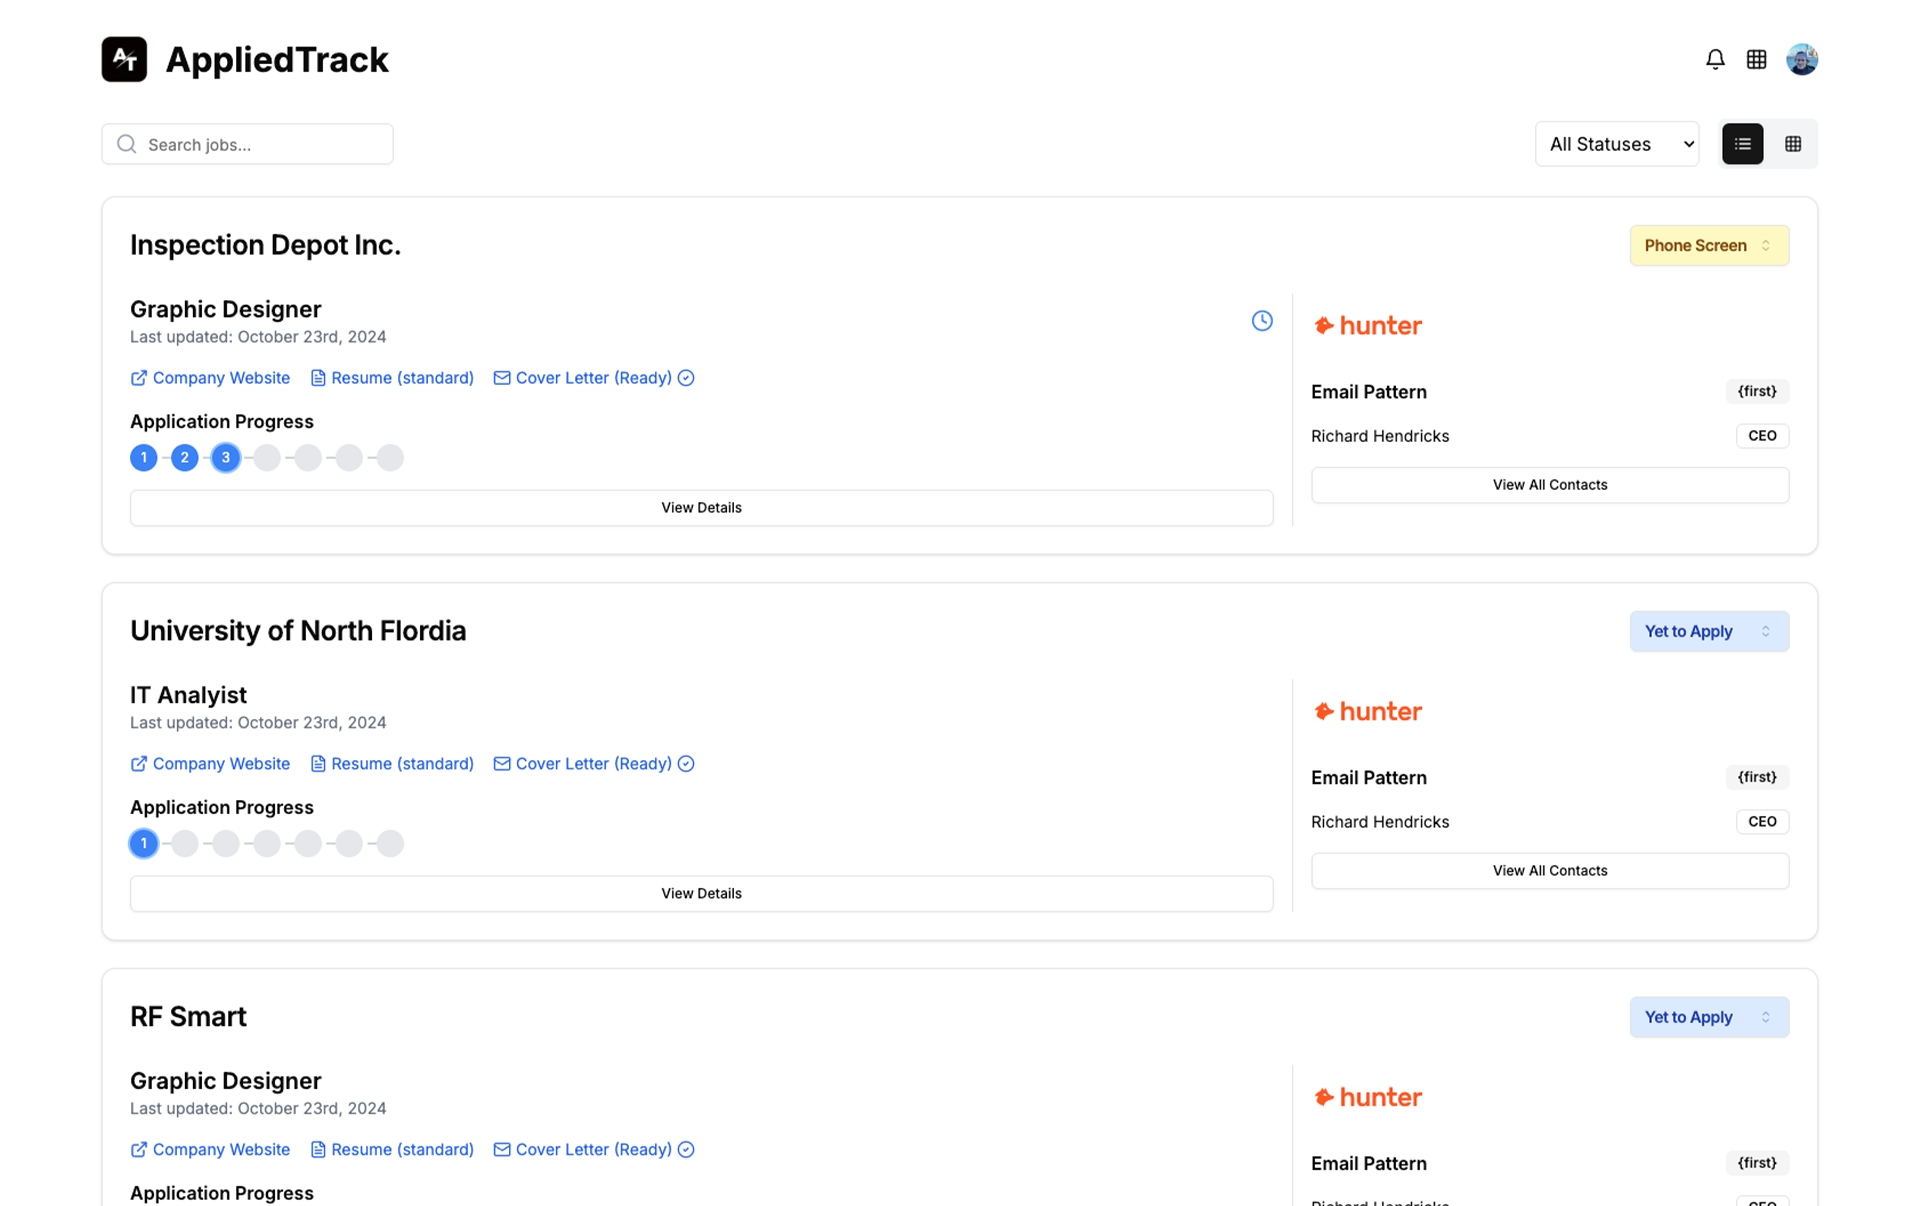 AT AppliedTrack
Search jobs...
All Statuses
Inspection Depot Inc.
Phone Screen
Graphic Designer
Last updated: October 23rd, 2024
Company Website Resume (standard) Cover Letter (Ready)
Application Progress
1 2 3
View Details
hunter
Email Pattern {first}
Richard Hendricks CEO
View All Contacts
University of North Flordia
Yet to Apply
IT Analyist
Last updated: October 23rd, 2024
Company Website Resume (standard) Cover Letter (Ready)
Application Progress
1
View Details
hunter
Email Pattern {first}
Richard Hendricks CEO
View All Contacts
RF Smart
Yet to Apply
Graphic Designer
Last updated: October 23rd, 2024
Company Website Resume (standard) Cover Letter (Ready)
Application Progress
hunter
Email Pattern {first}
Richard Hendricks CEO